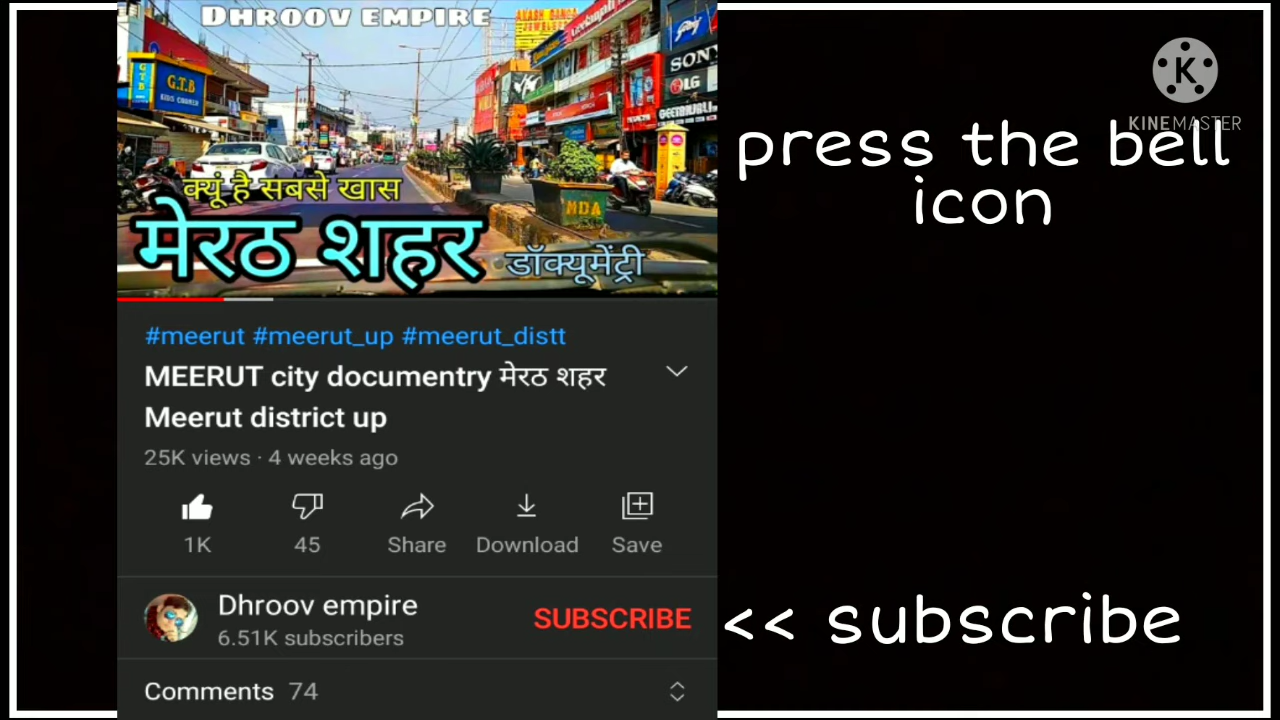 DHROOV EMPIRE
G.T.B
G.T.B
SONY
LG
MDA
क्यूं है सबसे खास
मेरठ शहर डॉक्यूमेंट्री
#meerut #meerut_up #meerut_distt
MEERUT city documentry मेरठ शहर
Meerut district up
25K views · 4 weeks ago
1K 45 Share Download Save
Dhroov empire
6.51K subscribers
SUBSCRIBE
Comments 74
KINEMASTER
press the bell
icon
<< subscribe